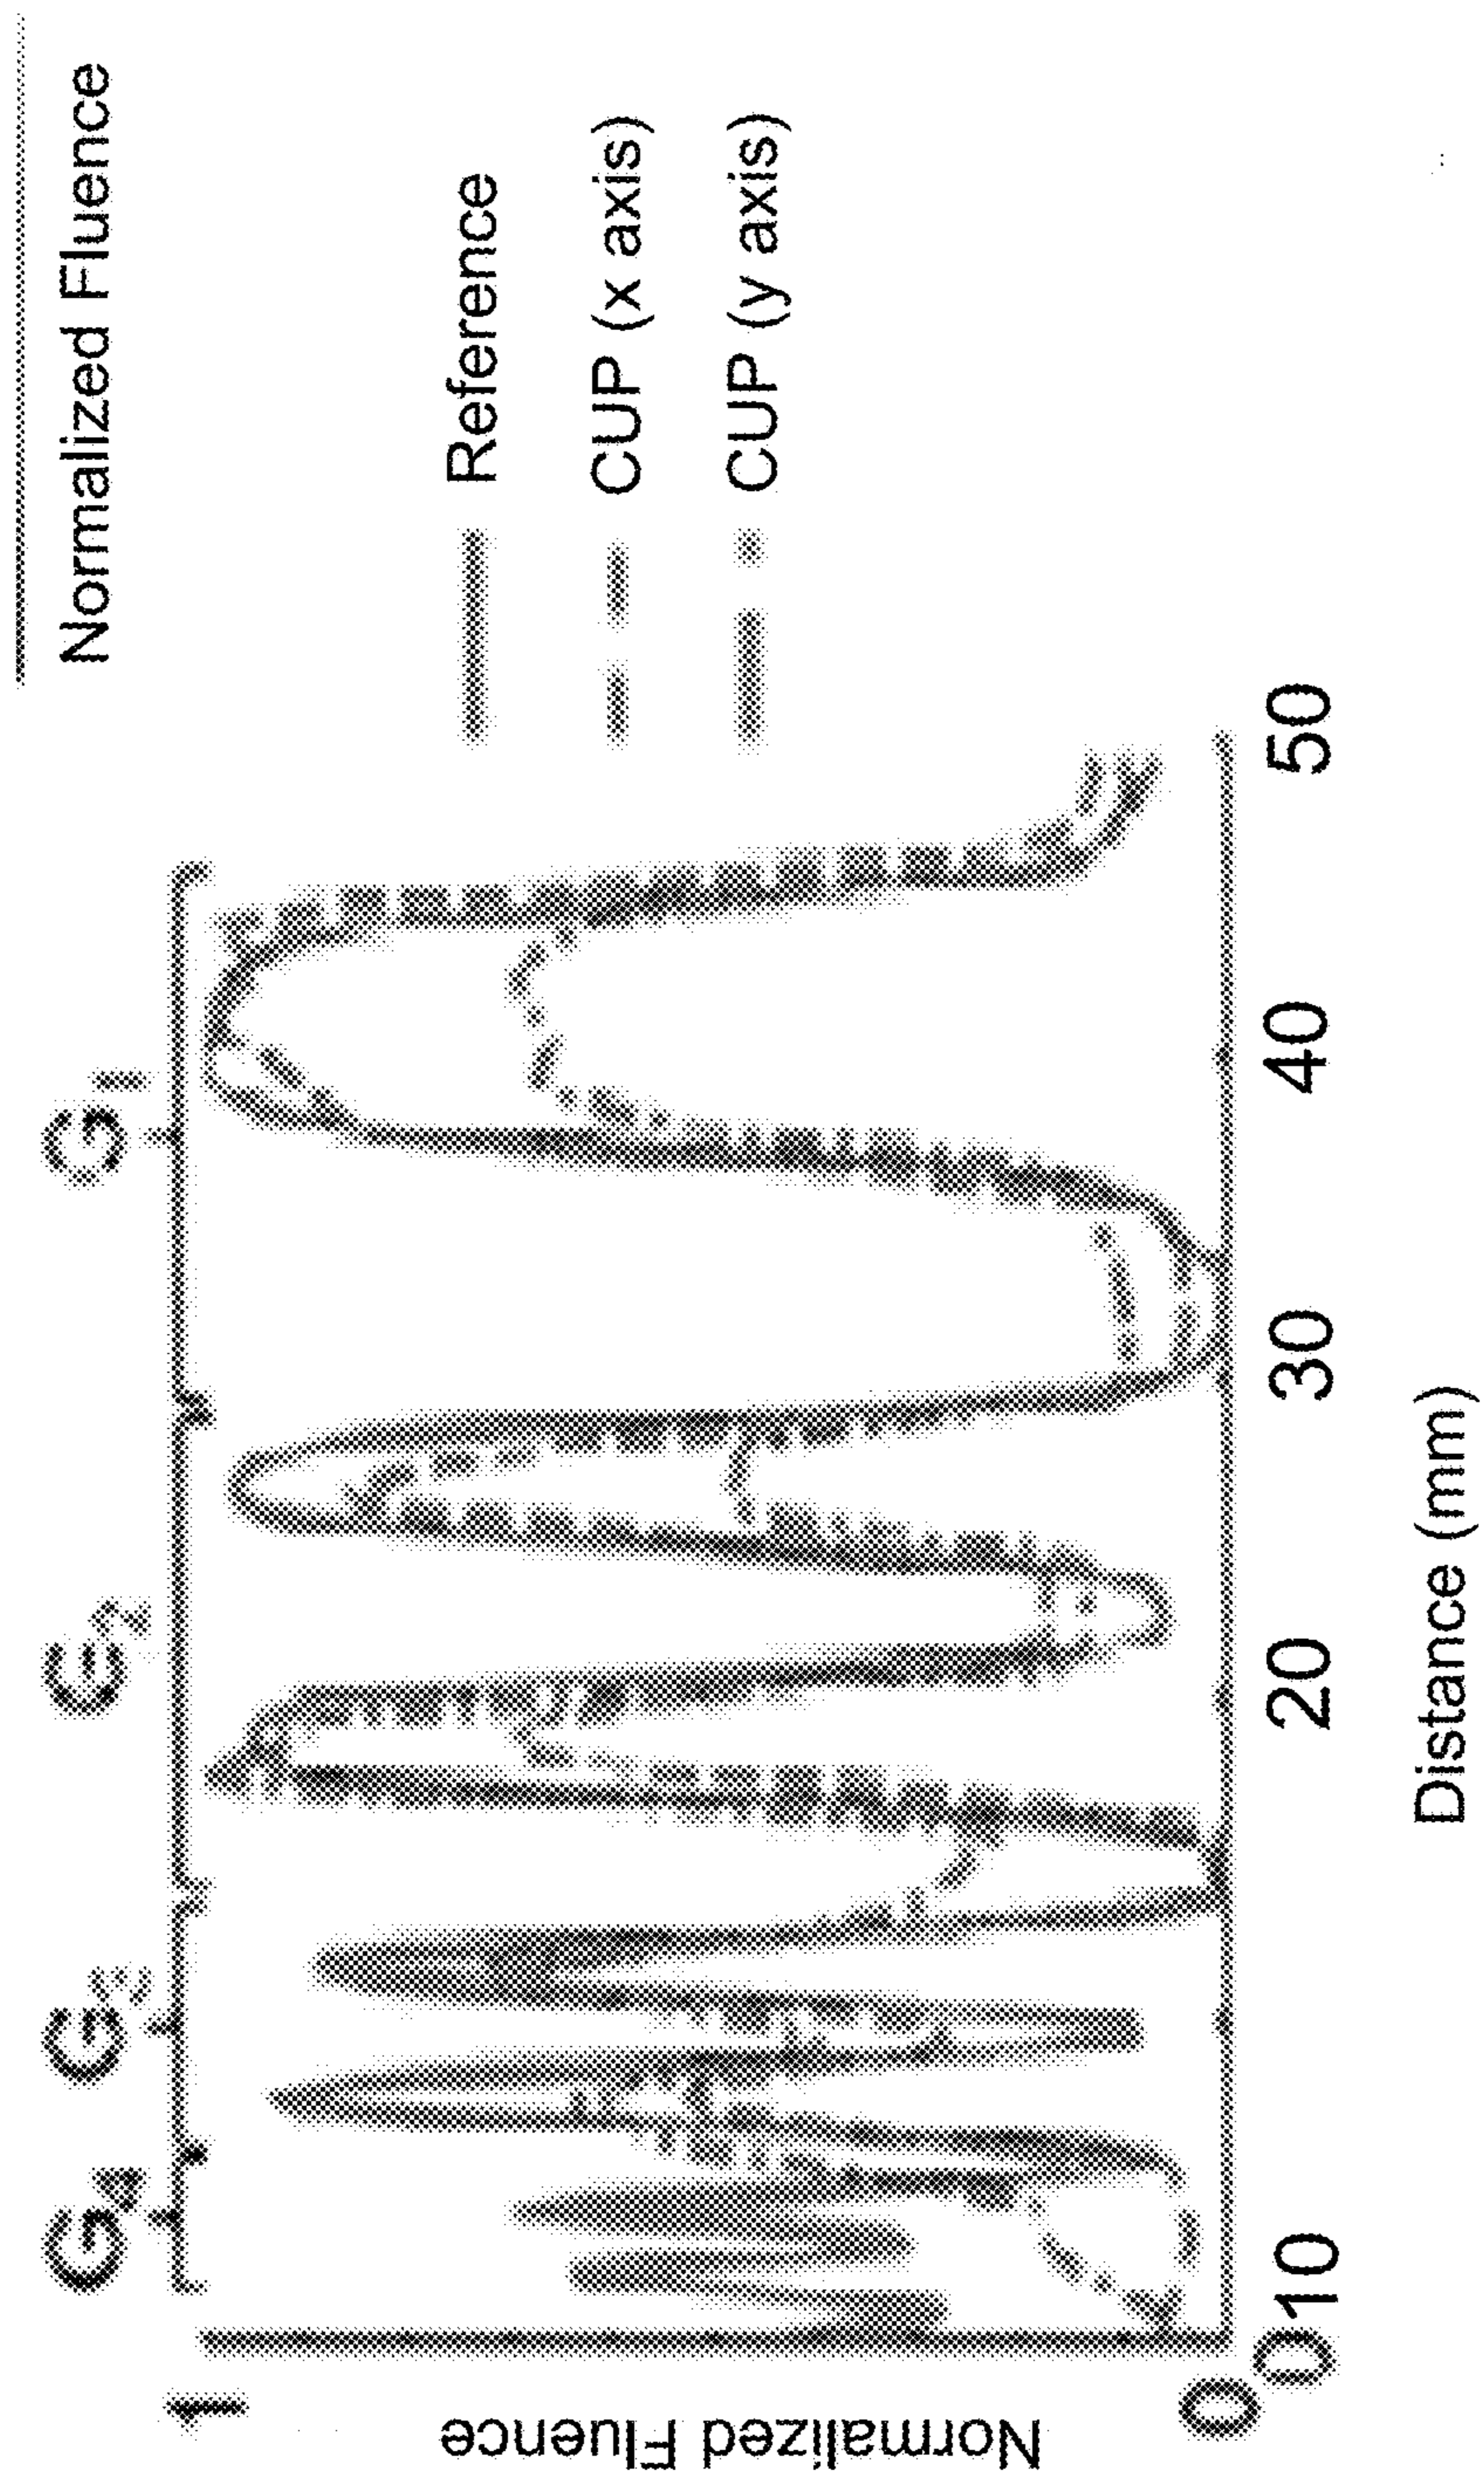 Normalized Fluence
G4 G3 G2 G1
1
Normalized Fluence
0
0 10 20 30 40 50
Distance (mm)
Reference
CUP (x axis)
CUP (y axis)